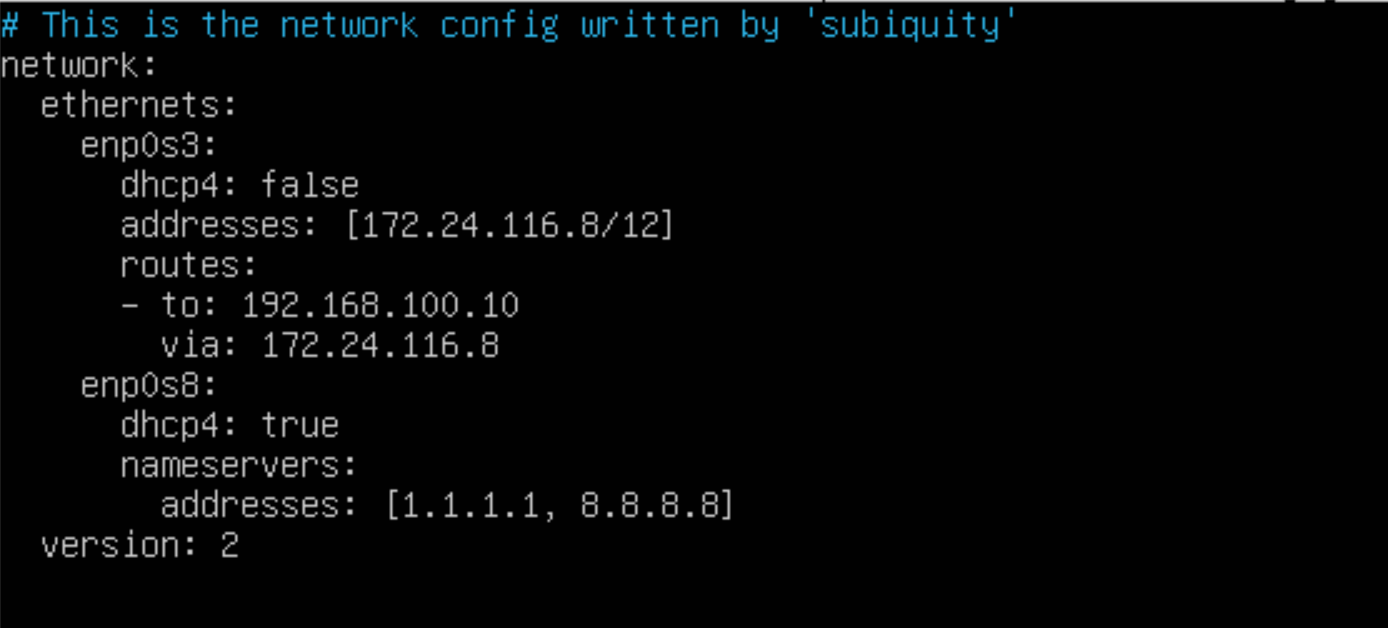 # This is the network config written by 'subiquity'
network:
  ethernets:
    enp0s3:
      dhcp4: false
      addresses: [172.24.116.8/12]
      routes:
      - to: 192.168.100.10
        via: 172.24.116.8
    enp0s8:
      dhcp4: true
      nameservers:
        addresses: [1.1.1.1, 8.8.8.8]
  version: 2